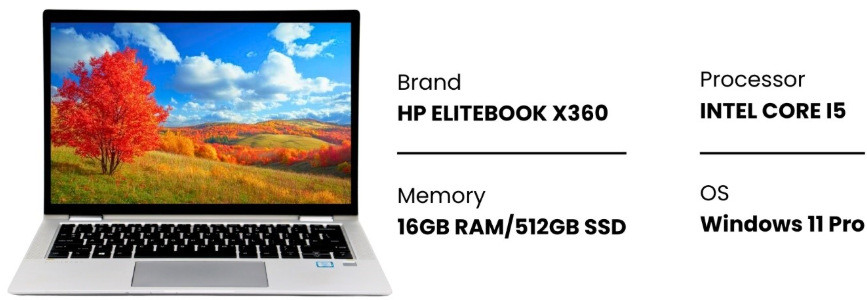 Brand
HP ELITEBOOK X360
Processor
INTEL CORE I5
Memory
16GB RAM/512GB SSD
OS
Windows 11 Pro